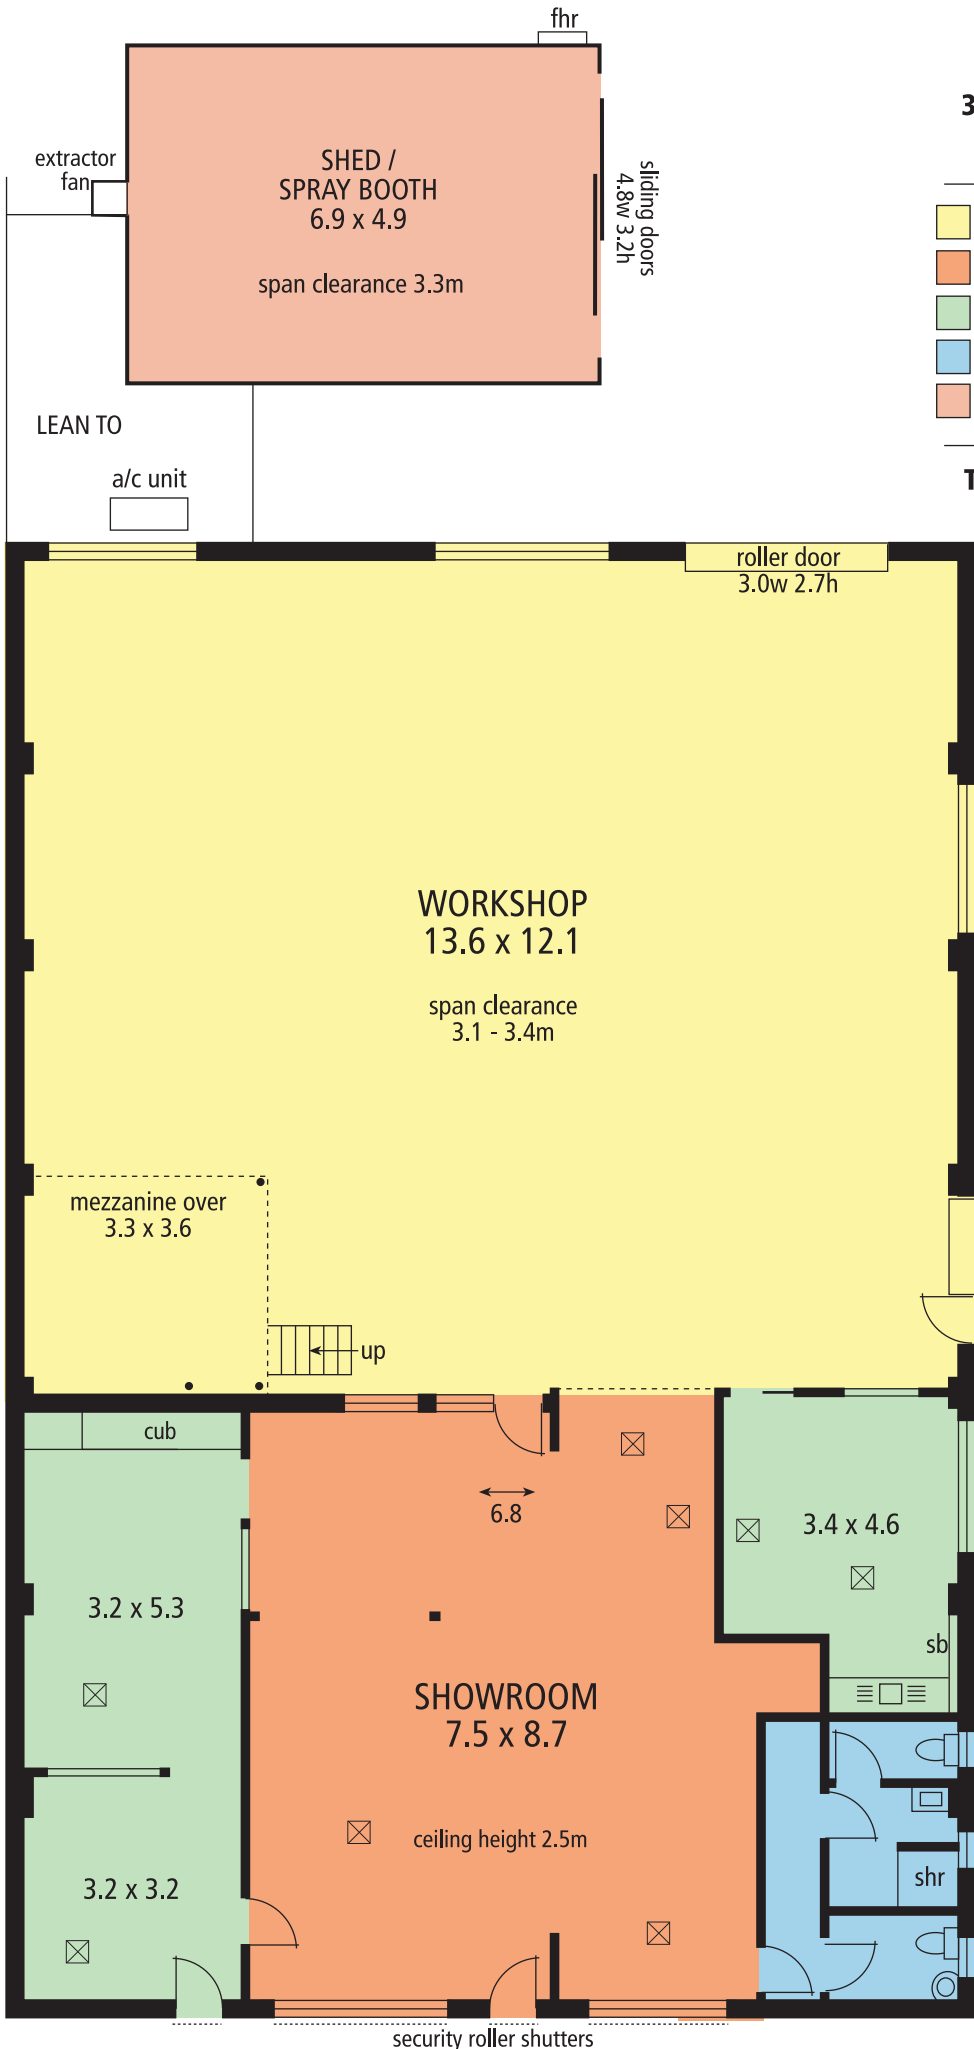 fhr
3
extractor
fan
SHED /
SPRAY BOOTH
6.9 x 4.9
span clearance 3.3m
sliding doors
4.8w 3.2h
LEAN TO
a/c unit
T
roller door
3.0w 2.7h
WORKSHOP
13.6 x 12.1
span clearance
3.1 - 3.4m
mezzanine over
3.3 x 3.6
up
cub
6.8
3.4 x 4.6
3.2 x 5.3
sb
SHOWROOM
7.5 x 8.7
ceiling height 2.5m
shr
3.2 x 3.2
security roller shutters